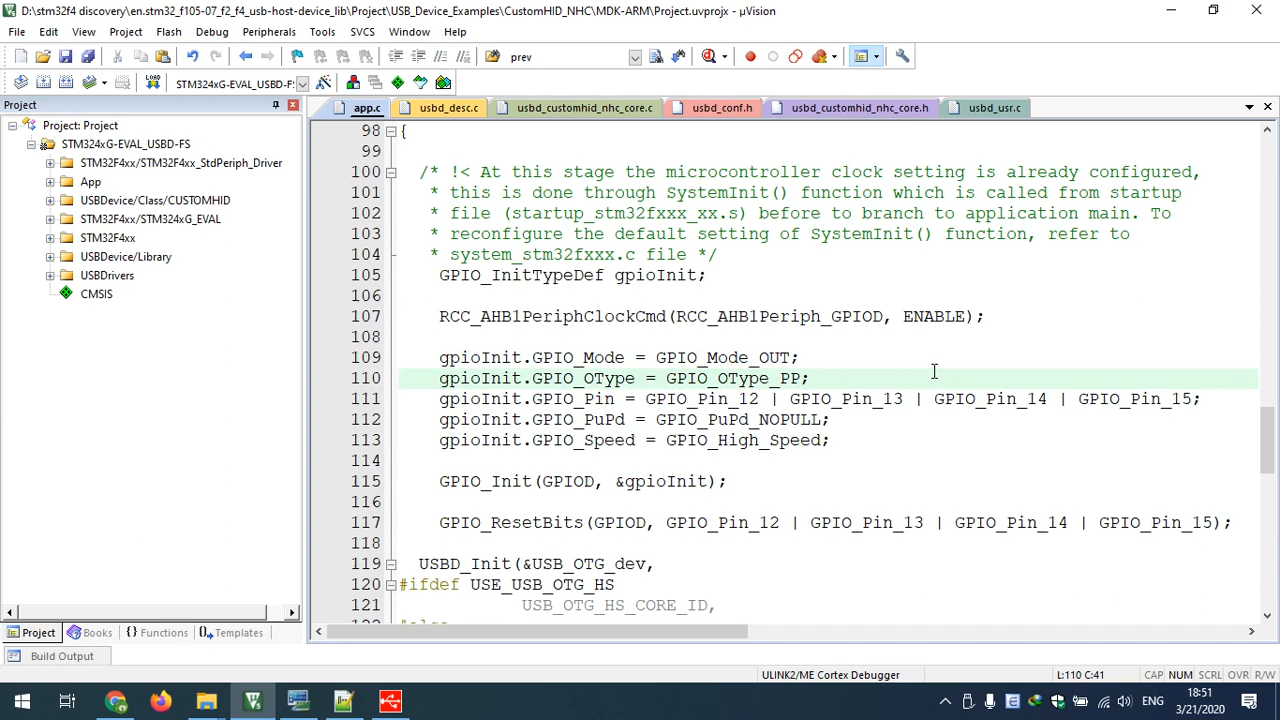 D:\stm32f4 discovery\en.stm32_f105-07_f2_f4_usb-host-device_lib\Project\USB_Device_Examples\CustomHID_NHC\MDK-ARM\Project.uvprojx - µVision
File Edit View Project Flash Debug Peripherals Tools SVCS Window Help
prev
STM324xG-EVAL_USBD-F:
Project
app.c usbd_desc.c usbd_customhid_nhc_core.c usbd_conf.h usbd_customhid_nhc_core.h usbd_usr.c
Project: Project
STM324xG-EVAL_USBD-FS
STM32F4xx/STM32F4xx_StdPeriph_Driver
App
USBDevice/Class/CUSTOMHID
STM32F4xx/STM324xG_EVAL
STM32F4xx
USBDevice/Library
USBDrivers
CMSIS
98 {
99
100 /* !< At this stage the microcontroller clock setting is already configured,
101 * this is done through SystemInit() function which is called from startup
102 * file (startup_stm32fxxx_xx.s) before to branch to application main. To
103 * reconfigure the default setting of SystemInit() function, refer to
104 * system_stm32fxxx.c file */
105 GPIO_InitTypeDef gpioInit;
106
107 RCC_AHB1PeriphClockCmd(RCC_AHB1Periph_GPIOD, ENABLE);
108
109 gpioInit.GPIO_Mode = GPIO_Mode_OUT;
110 gpioInit.GPIO_OType = GPIO_OType_PP;
111 gpioInit.GPIO_Pin = GPIO_Pin_12 | GPIO_Pin_13 | GPIO_Pin_14 | GPIO_Pin_15;
112 gpioInit.GPIO_PuPd = GPIO_PuPd_NOPULL;
113 gpioInit.GPIO_Speed = GPIO_High_Speed;
114
115 GPIO_Init(GPIOD, &gpioInit);
116
117 GPIO_ResetBits(GPIOD, GPIO_Pin_12 | GPIO_Pin_13 | GPIO_Pin_14 | GPIO_Pin_15);
118
119 USBD_Init(&USB_OTG_dev,
120 #ifdef USE_USB_OTG_HS
121 USB_OTG_HS_CORE_ID,
Project Books Functions Templates
Build Output
ULINK2/ME Cortex Debugger L:110 C:41 CAP NUM SCRL OVR R/W
ENG
18:51
3/21/2020